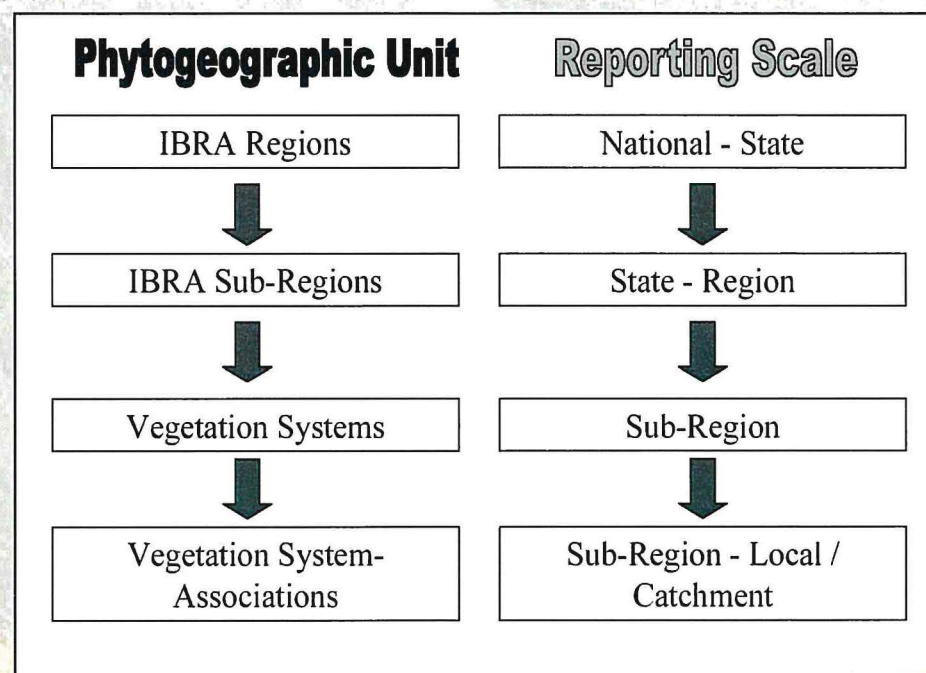 Phytogeographic Unit
Reporting Scale
IBRA Regions
National - State
IBRA Sub-Regions
State - Region
Vegetation Systems
Sub-Region
Vegetation System-
Associations
Sub-Region - Local /
Catchment